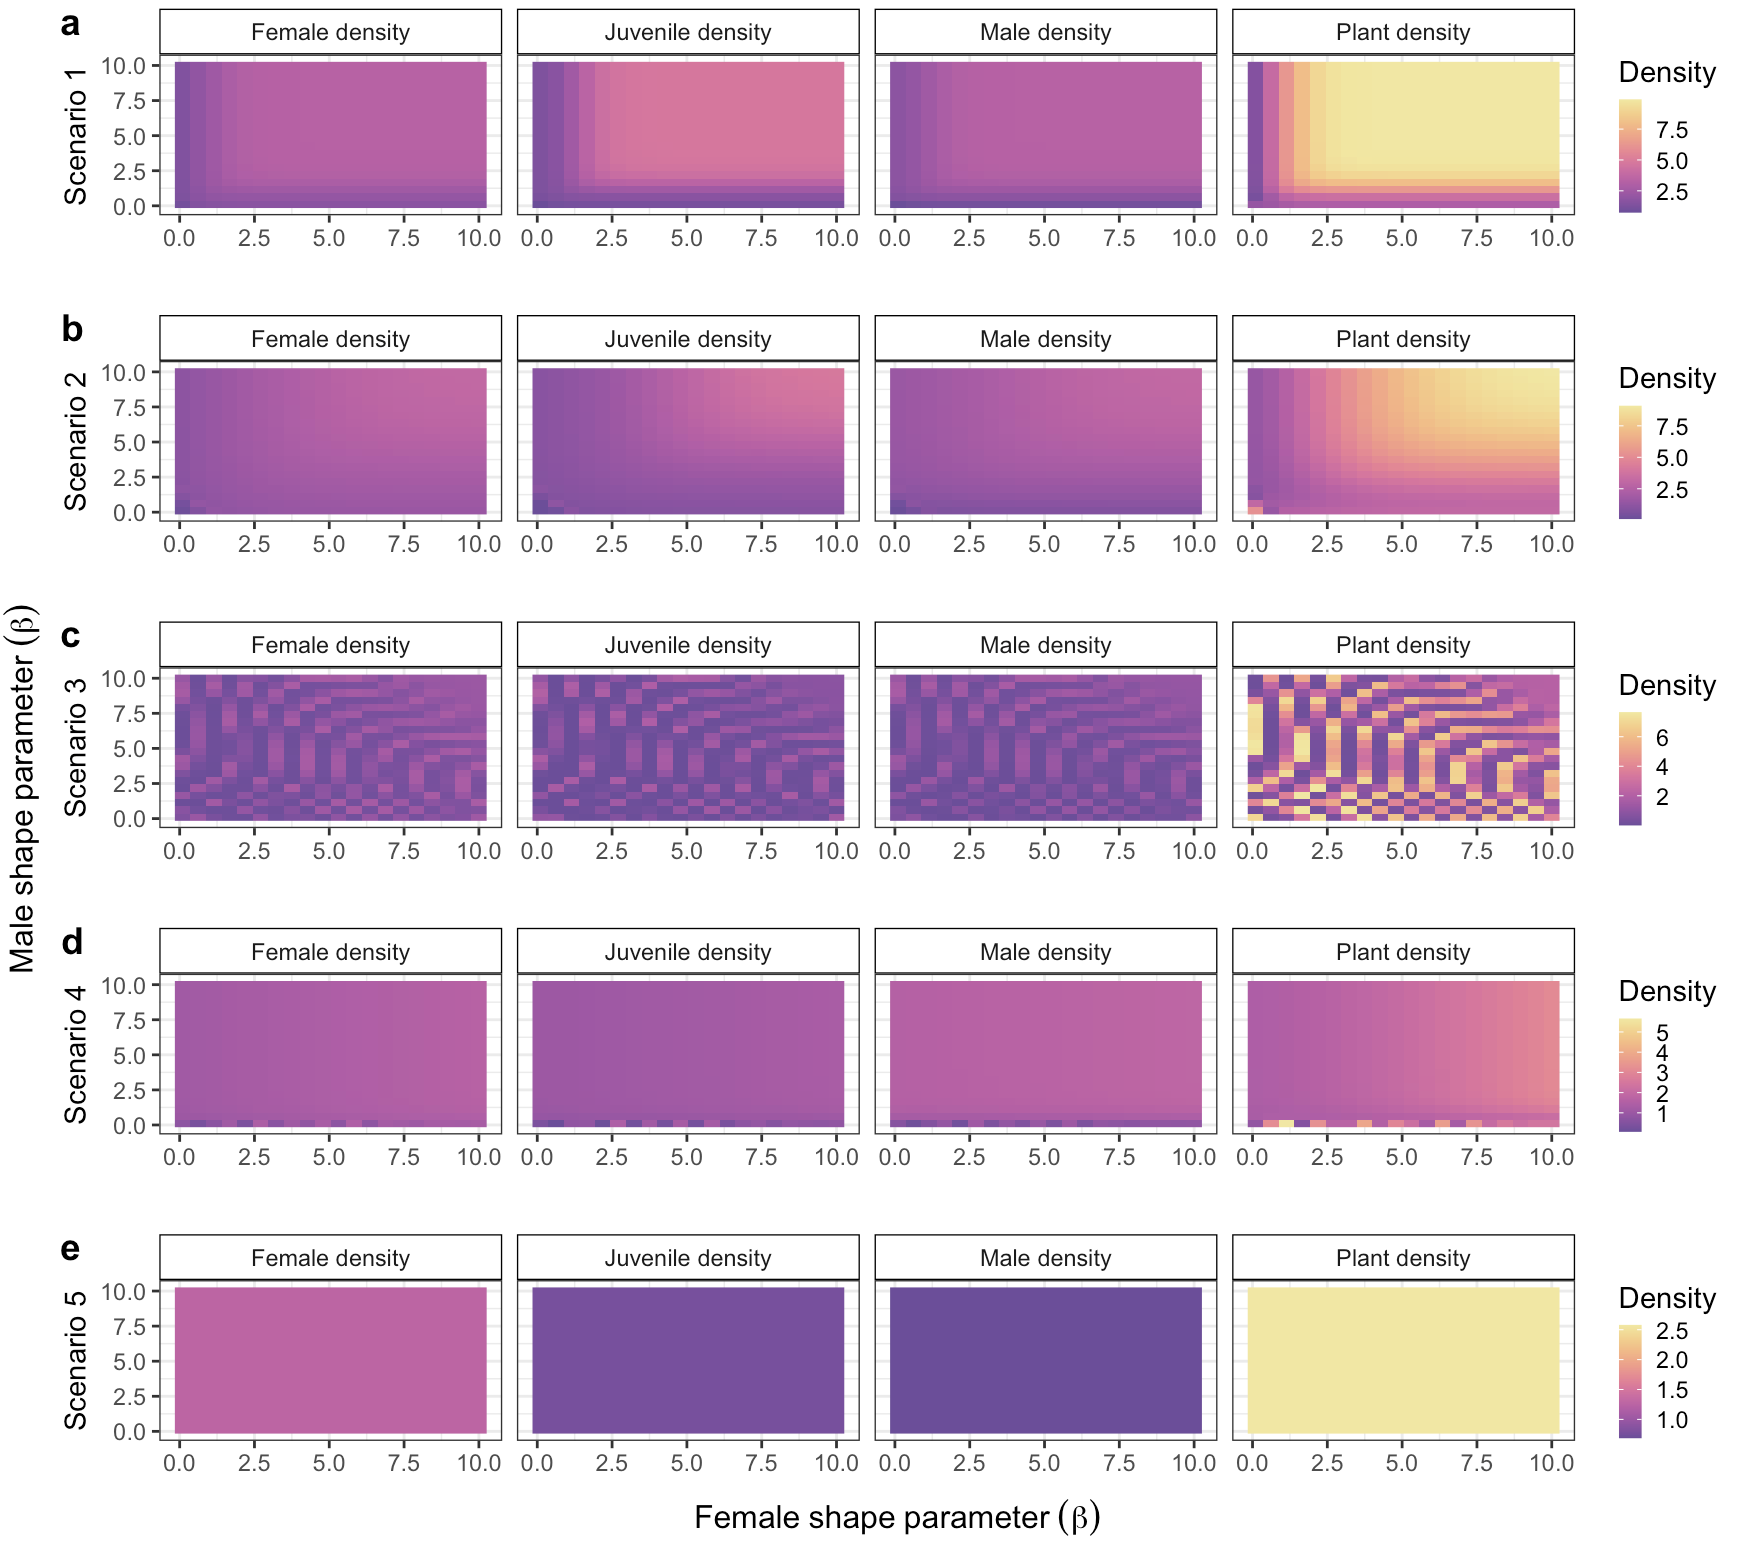 a
Female density
Juvenile density
Male density
Plant density
Scenario 1
10.0
7.5
5.0
2.5
0.0
0.0 2.5 5.0 7.5 10.0
0.0 2.5 5.0 7.5 10.0
0.0 2.5 5.0 7.5 10.0
0.0 2.5 5.0 7.5 10.0
Density
7.5
5.0
2.5
b
Female density
Juvenile density
Male density
Plant density
Scenario 2
10.0
7.5
5.0
2.5
0.0
0.0 2.5 5.0 7.5 10.0
0.0 2.5 5.0 7.5 10.0
0.0 2.5 5.0 7.5 10.0
0.0 2.5 5.0 7.5 10.0
Density
7.5
5.0
2.5
Male shape parameter (β)
c
Female density
Juvenile density
Male density
Plant density
Scenario 3
10.0
7.5
5.0
2.5
0.0
0.0 2.5 5.0 7.5 10.0
0.0 2.5 5.0 7.5 10.0
0.0 2.5 5.0 7.5 10.0
0.0 2.5 5.0 7.5 10.0
Density
6
4
2
d
Female density
Juvenile density
Male density
Plant density
Scenario 4
10.0
7.5
5.0
2.5
0.0
0.0 2.5 5.0 7.5 10.0
0.0 2.5 5.0 7.5 10.0
0.0 2.5 5.0 7.5 10.0
0.0 2.5 5.0 7.5 10.0
Density
5
4
3
2
1
e
Female density
Juvenile density
Male density
Plant density
Scenario 5
10.0
7.5
5.0
2.5
0.0
0.0 2.5 5.0 7.5 10.0
0.0 2.5 5.0 7.5 10.0
0.0 2.5 5.0 7.5 10.0
0.0 2.5 5.0 7.5 10.0
Density
2.5
2.0
1.5
1.0
Female shape parameter (β)